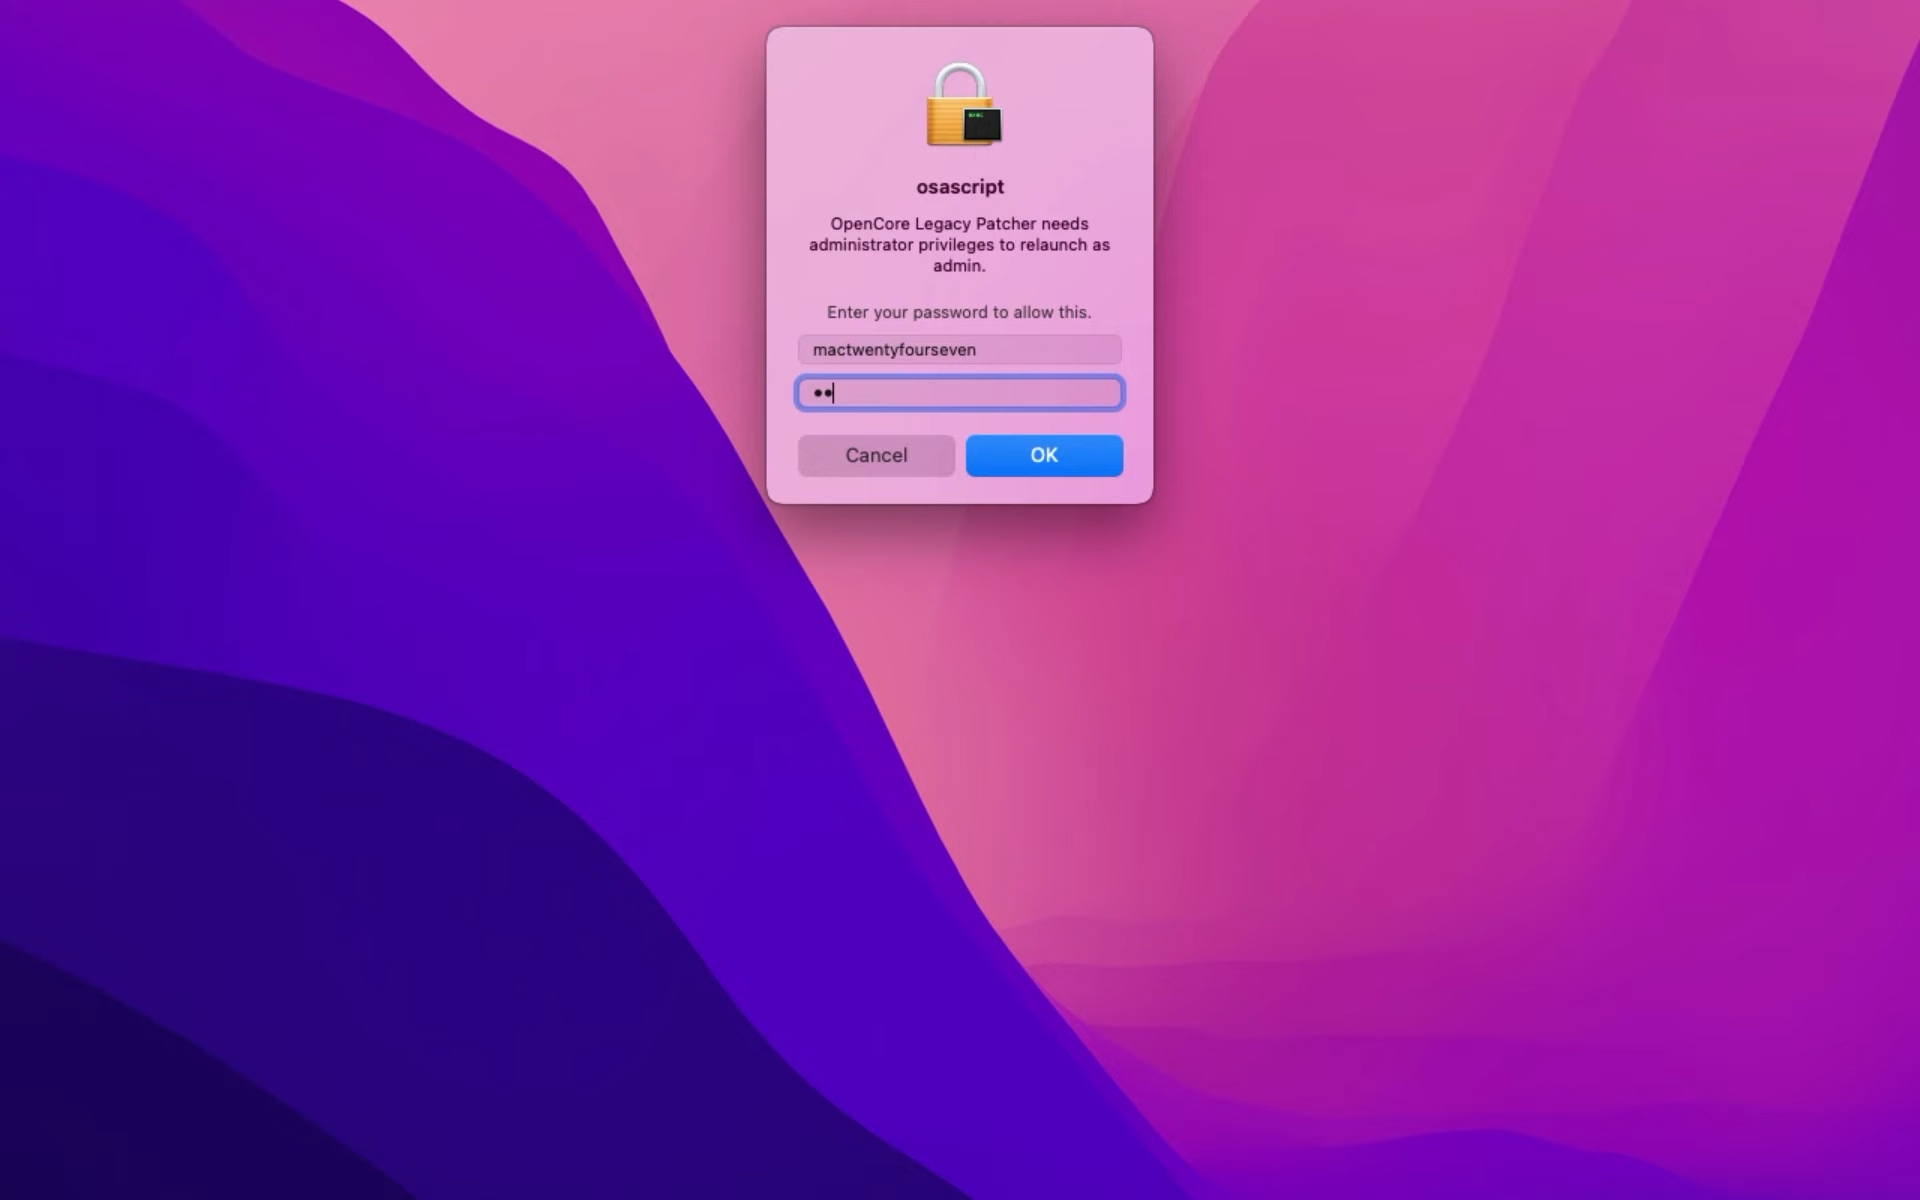 osascript
OpenCore Legacy Patcher needs
administrator privileges to relaunch as
admin.
Enter your password to allow this.
mactwentyfourseven
••
Cancel
OK